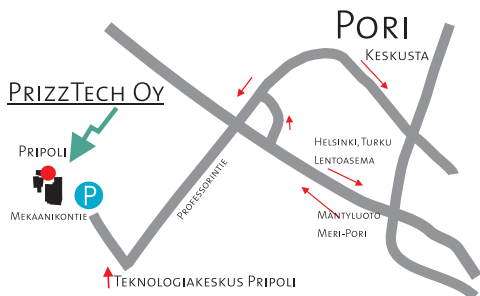 PORI
KESKUSTA
PRIZZTECH OY
PRIPOLI
P
MEKAANIKONTIE
PROFESSORINTIE
HELSINKI, TURKU
LENTOASEMA
MÄNTYLUOTO
MERI-PORI
TEKNOLOGIAKESKUS PRIPOLI